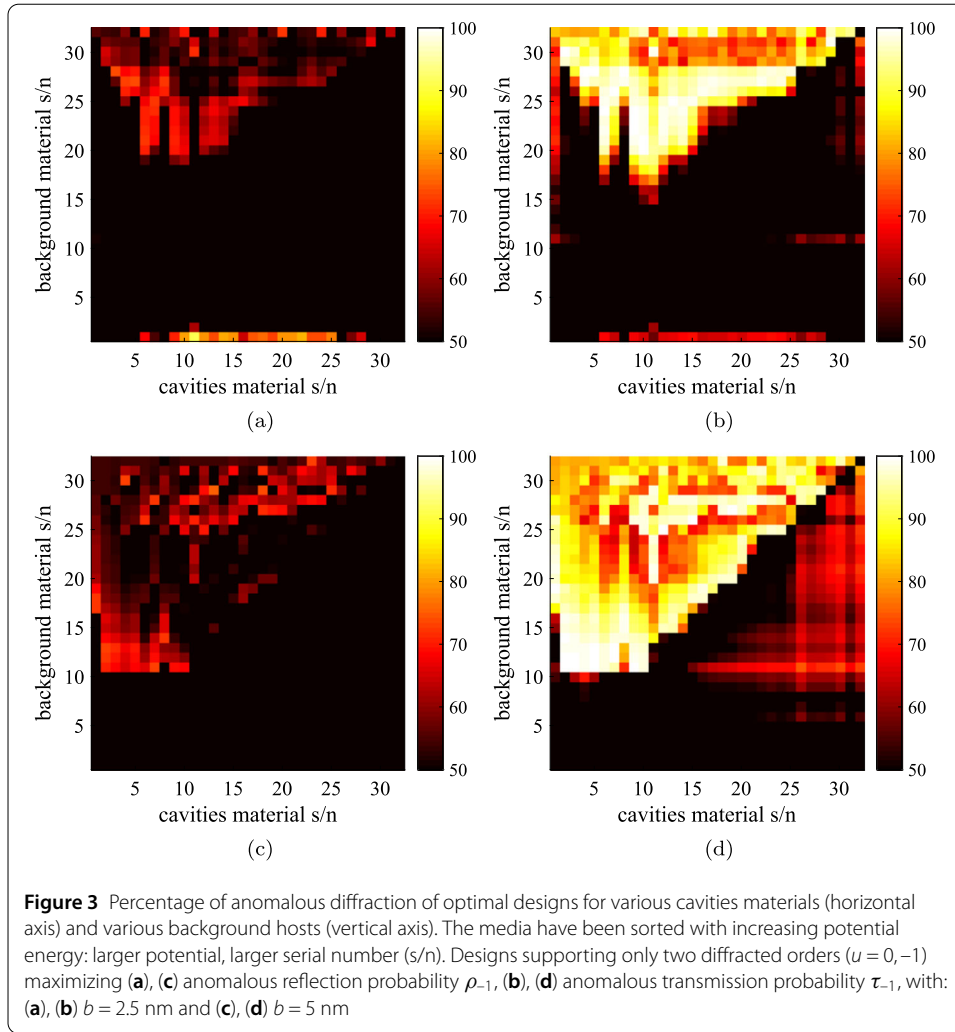 100
90
80
70
60
50
30
25
20
15
10
5
background material s/n
5 10 15 20 25 30
cavities material s/n
(a)
100
90
80
70
60
50
30
25
20
15
10
5
background material s/n
5 10 15 20 25 30
cavities material s/n
(b)
100
90
80
70
60
50
30
25
20
15
10
5
background material s/n
5 10 15 20 25 30
cavities material s/n
(c)
100
90
80
70
60
50
30
25
20
15
10
5
background material s/n
5 10 15 20 25 30
cavities material s/n
(d)
Figure 3 Percentage of anomalous diffraction of optimal designs for various cavities materials (horizontal
axis) and various background hosts (vertical axis). The media have been sorted with increasing potential
energy: larger potential, larger serial number (s/n). Designs supporting only two diffracted orders (u = 0, –1)
maximizing (a), (c) anomalous reflection probability ρ₋₁, (b), (d) anomalous transmission probability τ₋₁, with:
(a), (b) b = 2.5 nm and (c), (d) b = 5 nm